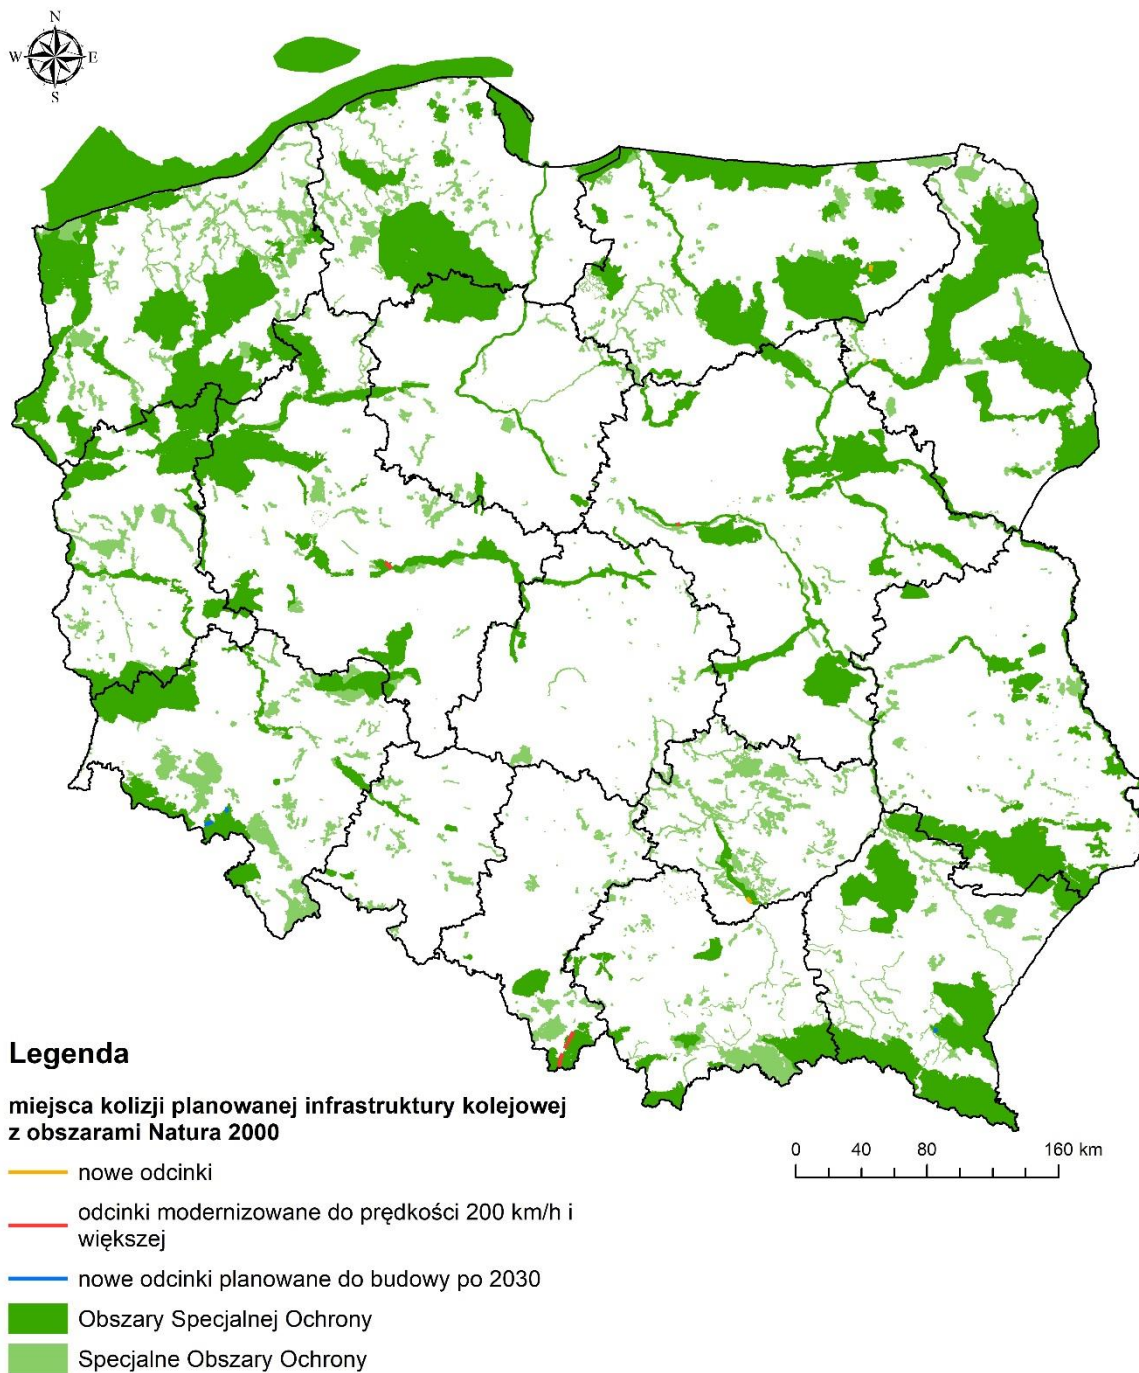 N
W E
S
Legenda
miejsca kolizji planowanej infrastruktury kolejowej
z obszarami Natura 2000
nowe odcinki
odcinki modernizowane do prędkości 200 km/h i
większej
nowe odcinki planowane do budowy po 2030
Obszary Specjalnej Ochrony
Specjalne Obszary Ochrony
0 40 80 160 km